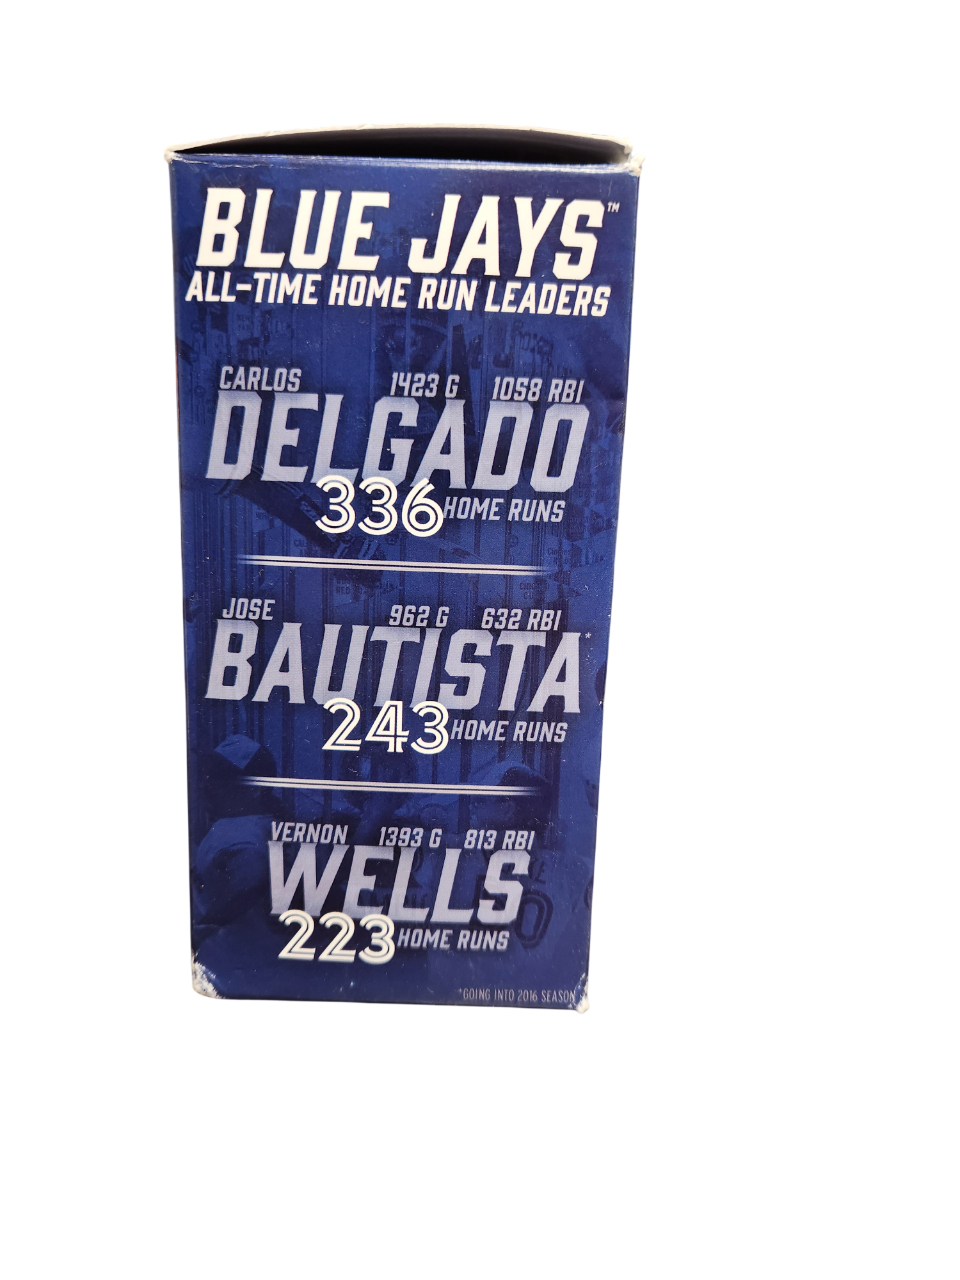 BLUE JAYS™
ALL-TIME HOME RUN LEADERS
CARLOS 1423 G 1058 RBI
DELGADO
336 HOME RUNS
JOSE 962 G 632 RBI
BAUTISTA*
243 HOME RUNS
VERNON 1393 G 813 RBI
WELLS
223 HOME RUNS
*GOING INTO 2016 SEASON